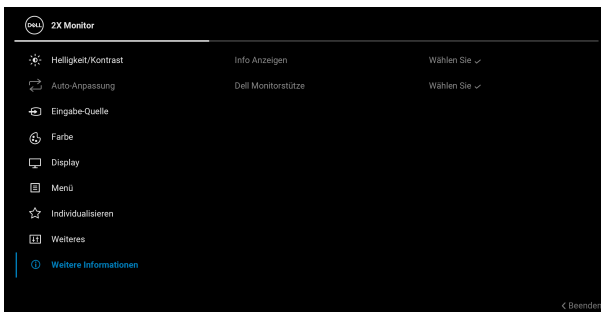 DELL 2X Monitor
Helligkeit/Kontrast Info Anzeigen Wählen Sie
Auto-Anpassung Dell Monitorstütze Wählen Sie
Eingabe-Quelle
Farbe
Display
Menü
Individualisieren
Weiteres
Weitere Informationen
Beenden